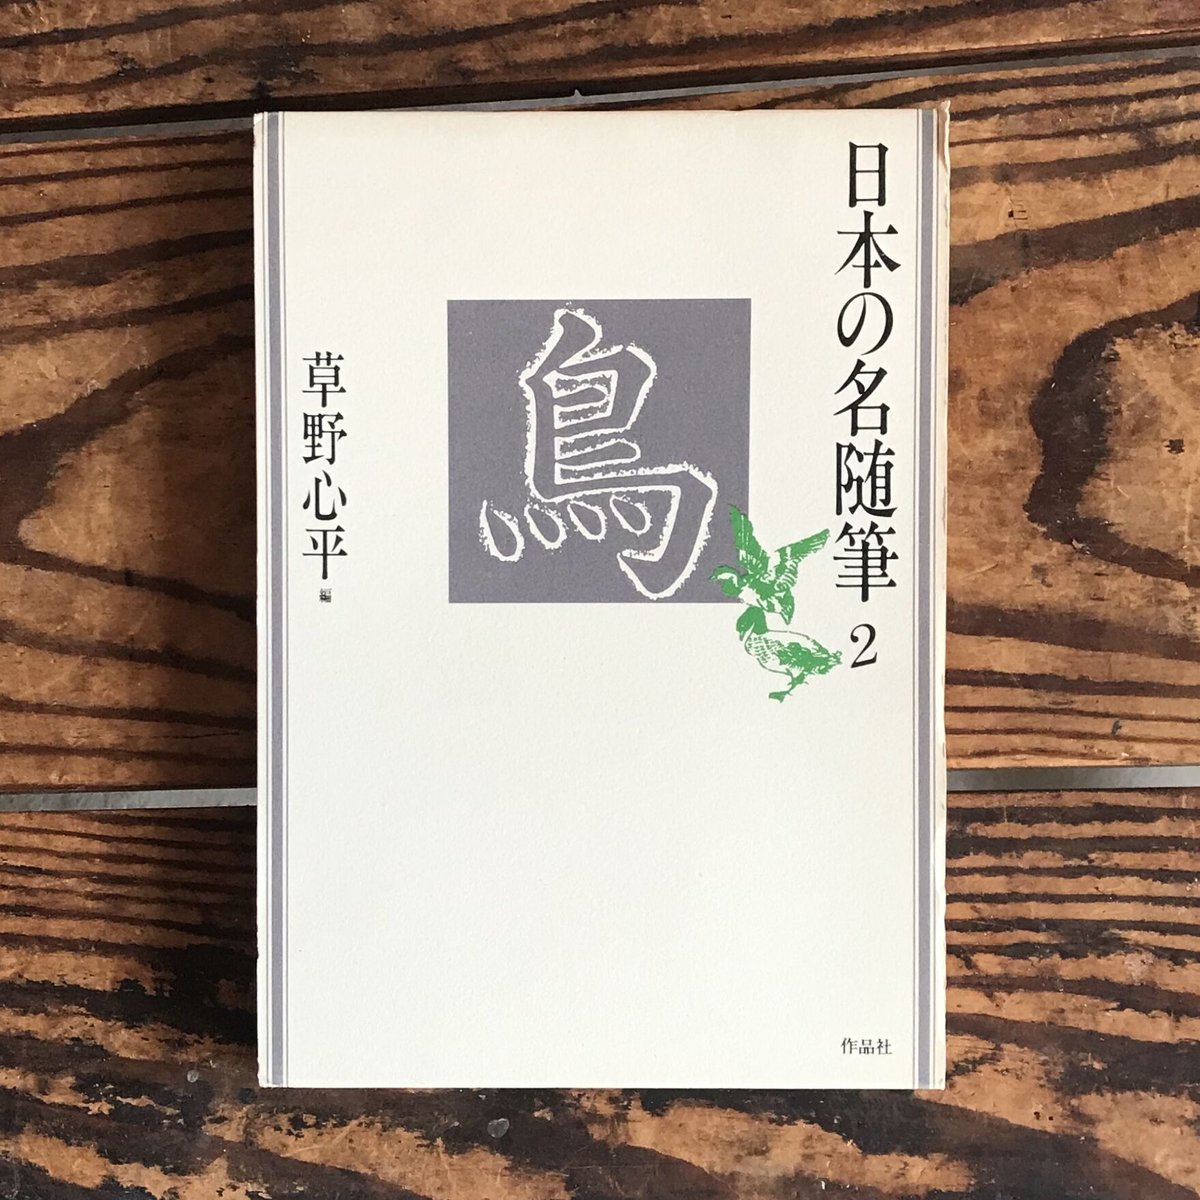 日本の名随筆 2
鳥
草野心平 編
作品社